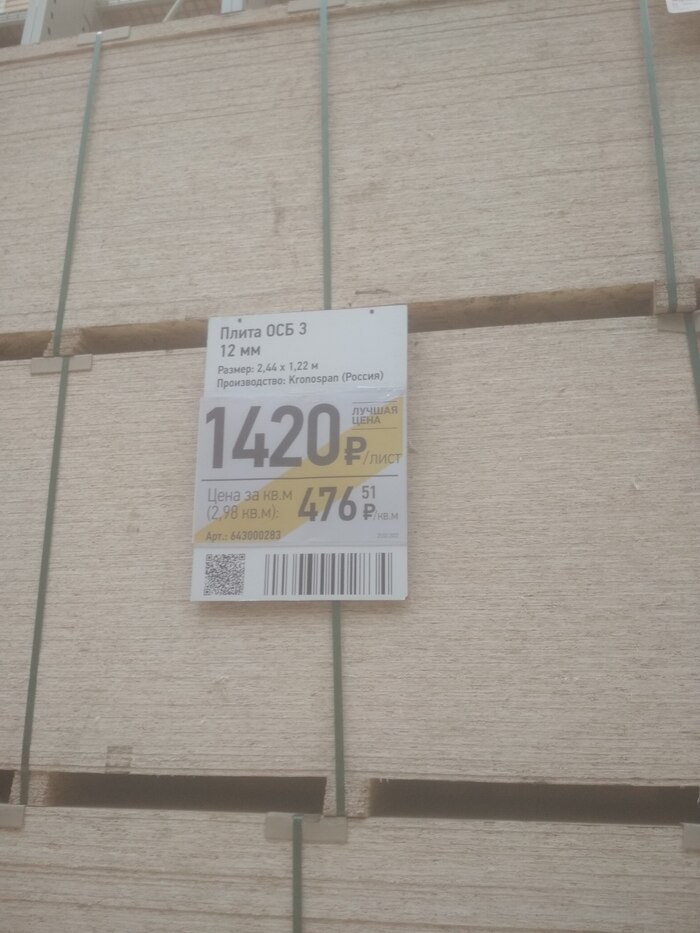 Плита ОСБ 3
12 мм
Размер: 2,44 x 1,22 м
Производство: Kronospan (Россия)
1420 ₽/лист
ЛУЧШАЯ
ЦЕНА
Цена за кв.м
(2,98 кв.м):
476 51 ₽/кв.м
Арт.: 643000283